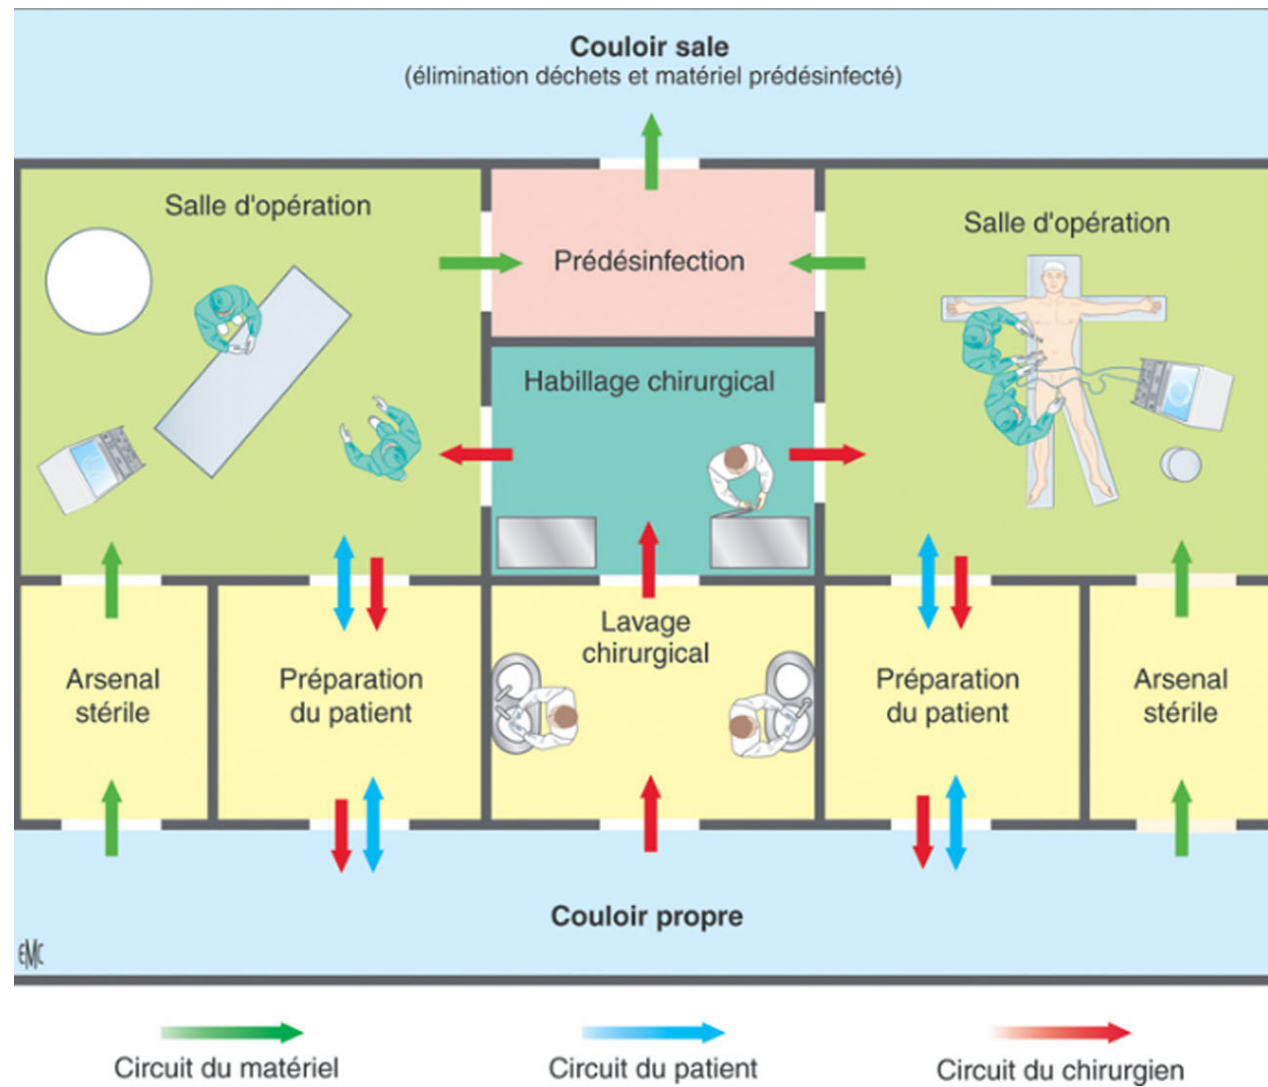 Couloir sale
(élimination déchets et matériel prédésinfecté)
Salle d'opération
Prédésinfection
Salle d'opération
Habillage chirurgical
Lavage
chirurgical
Arsenal
stérile
Préparation
du patient
Préparation
du patient
Arsenal
stérile
Couloir propre
EMC
Circuit du matériel
Circuit du patient
Circuit du chirurgien